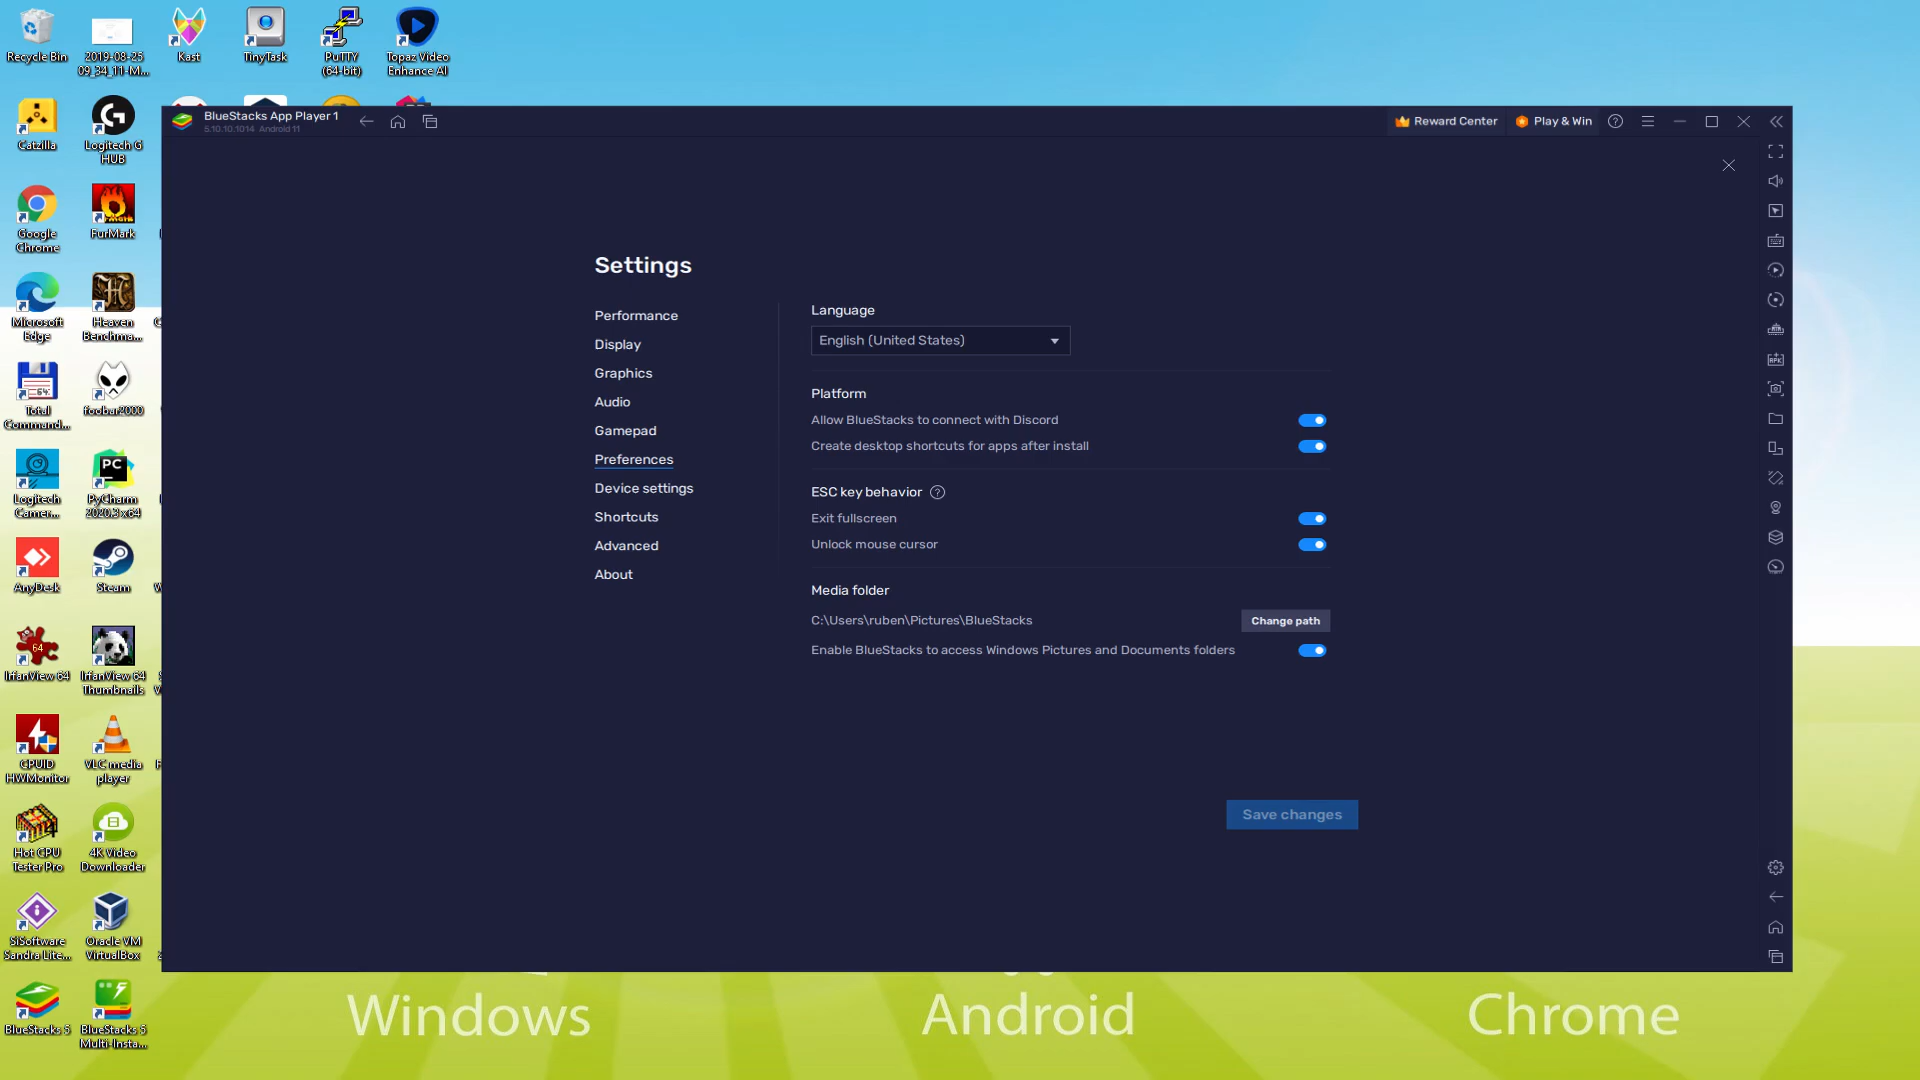 Recycle Bin
2019-08-25
09_34_11-M...
Kast
TinyTask
PuTTY
(64-bit)
Topaz Video
Enhance AI
Catzilla
Logitech G
HUB
Google
Chrome
FurMark
Microsoft
Edge
Heaven
Benchma...
Total
Command...
foobar2000
Logitech
Camer...
PyCharm
2020.3 x64
AnyDesk
Steam
IrfanView 64
IrfanView 64
Thumbnails
CPUID
HWMonitor
VLC media
player
Hot CPU
Tester Pro
4K Video
Downloader
SiSoftware
Sandra Lite...
Oracle VM
VirtualBox
BlueStacks 5
BlueStacks 5
Multi-Insta...
BlueStacks App Player 1
5.10.10.1014 Android 11
Reward Center
Play & Win
Settings
Performance
Display
Graphics
Audio
Gamepad
Preferences
Device settings
Shortcuts
Advanced
About
Language
English (United States)
Platform
Allow BlueStacks to connect with Discord
Create desktop shortcuts for apps after install
ESC key behavior
Exit fullscreen
Unlock mouse cursor
Media folder
C:\Users\ruben\Pictures\BlueStacks
Change path
Enable BlueStacks to access Windows Pictures and Documents folders
Save changes
Windows
Android
Chrome